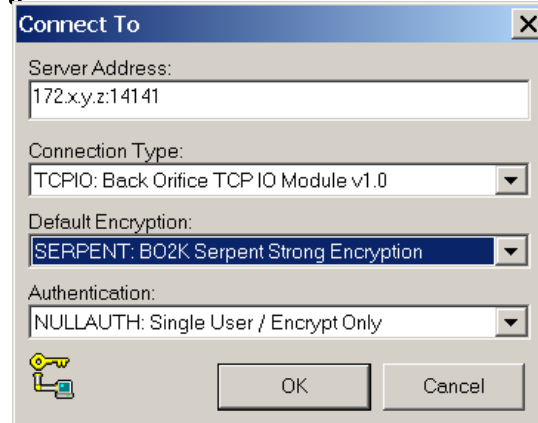 Connect To
Server Address:
172.x.y.z:14141
Connection Type:
TCPIO: Back Orifice TCP IO Module v1.0
Default Encryption:
SERPENT: BO2K Serpent Strong Encryption
Authentication:
NULLAUTH: Single User / Encrypt Only
OK Cancel